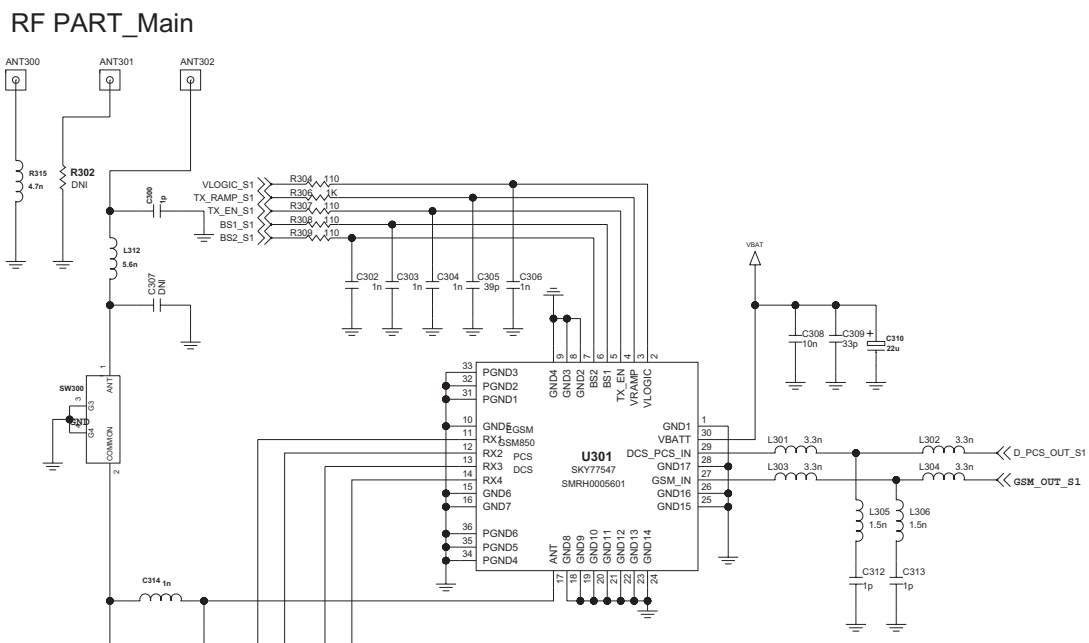 RF PART_Main
ANT300
ANT301
ANT302
R315
4.7n
R302
DNI
C300
1p
L312
5.6n
C307
DNI
SW300
ANT
1
3
G3
GND
G4
COMMON
2
C314 1n
VLOGIC_S1
TX_RAMP_S1
TX_EN_S1
BS1_S1
BS2_S1
R304 110
R306 1K
R307 110
R308 110
R309 110
C302
1n
C303
1n
C304
1n
C305
39p
C306
1n
VBAT
C308
10n
C309
33p
+
C310
22u
9 8 7 6 5 4 3 2
GND4
GND3
GND2
BS2
BS1
TX_EN
VRAMP
VLOGIC
33 PGND3
32 PGND2
31 PGND1
10 GND5
11 RX1
12 RX2
13 RX3
14 RX4
15 GND6
16 GND7
36 PGND6
35 PGND5
34 PGND4
EGSM
GSM850
PCS
DCS
U301
SKY77547
SMRH0005601
GND1 1
VBATT 30
DCS_PCS_IN 29
GND17 28
GSM_IN 27
GND16 26
GND15 25
ANT
GND8
GND9
GND10
GND11
GND12
GND13
GND14
17 18 19 20 21 22 23 24
L301 3.3n
L302 3.3n
D_PCS_OUT_S1
L303 3.3n
L304 3.3n
GSM_OUT_S1
L305
1.5n
L306
1.5n
C312
1p
C313
1p